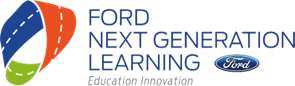 FORD
NEXT GENERATION
LEARNING
Ford
Education Innovation